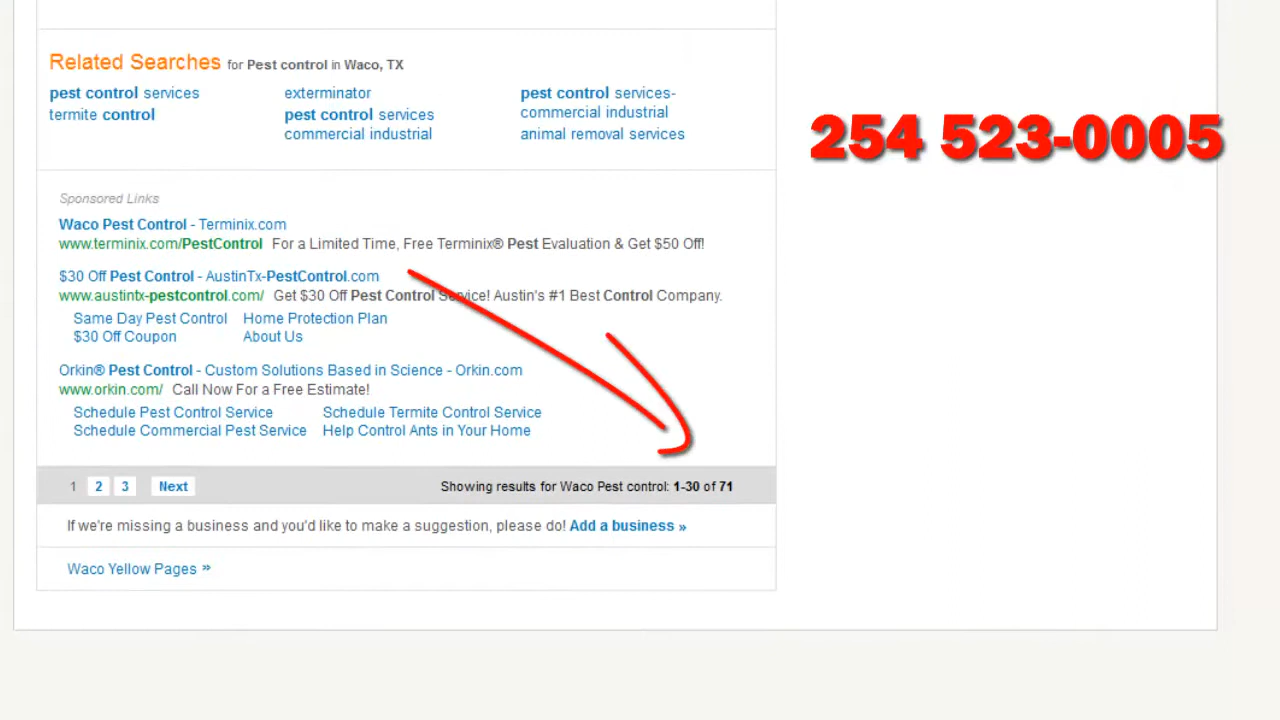 Related Searches for Pest control in Waco, TX
pest control services
termite control
exterminator
pest control services
commercial industrial
pest control services-
commercial industrial
animal removal services
254 523-0005
Sponsored Links
Waco Pest Control - Terminix.com
www.terminix.com/PestControl For a Limited Time, Free Terminix® Pest Evaluation & Get $50 Off!
$30 Off Pest Control - AustinTx-PestControl.com
www.austintx-pestcontrol.com/ Get $30 Off Pest Control Service! Austin's #1 Best Control Company.
Same Day Pest Control Home Protection Plan
$30 Off Coupon About Us
Orkin® Pest Control - Custom Solutions Based in Science - Orkin.com
www.orkin.com/ Call Now For a Free Estimate!
Schedule Pest Control Service Schedule Termite Control Service
Schedule Commercial Pest Service Help Control Ants in Your Home
1 2 3 Next Showing results for Waco Pest control: 1-30 of 71
If we're missing a business and you'd like to make a suggestion, please do! Add a business »
Waco Yellow Pages »